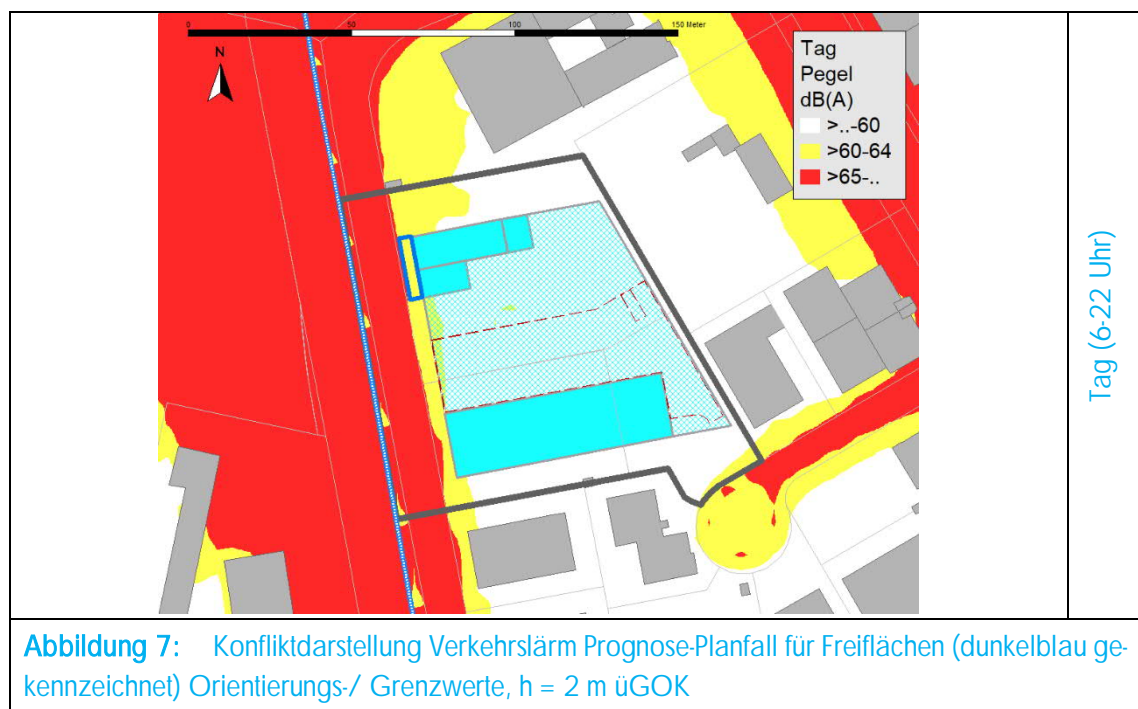 0 50 100 150 Meter
N
Tag
Pegel
dB(A)
>..-60
>60-64
>65-..
Tag (6-22 Uhr)
Abbildung 7: Konfliktdarstellung Verkehrslärm Prognose-Planfall für Freiflächen (dunkelblau ge-
kennzeichnet) Orientierungs-/ Grenzwerte, h = 2 m üGOK